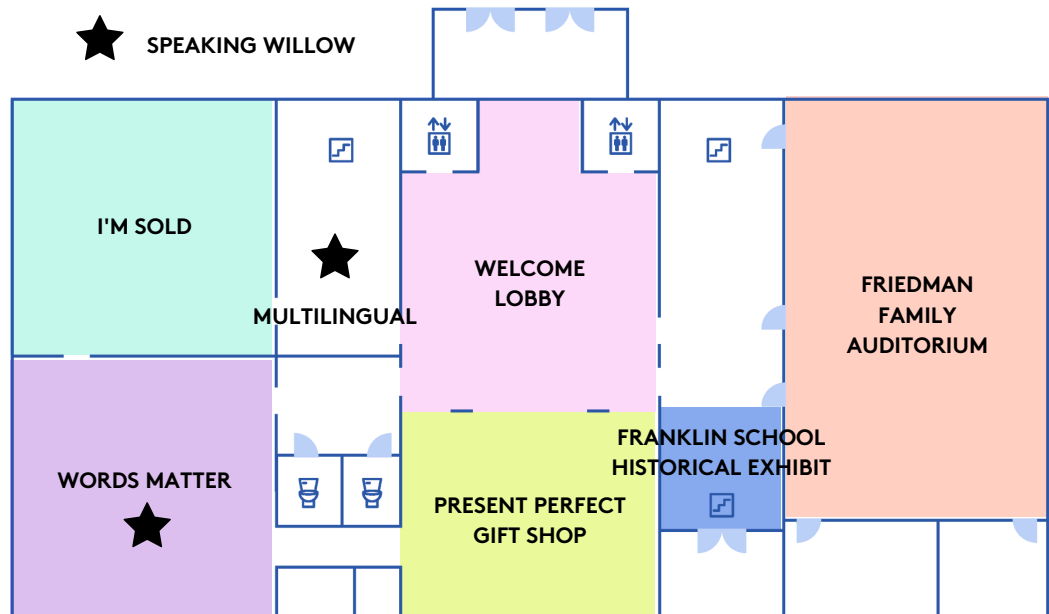 SPEAKING WILLOW
I'M SOLD
MULTILINGUAL
WELCOME
LOBBY
FRIEDMAN
FAMILY
AUDITORIUM
WORDS MATTER
PRESENT PERFECT
GIFT SHOP
FRANKLIN SCHOOL
HISTORICAL EXHIBIT